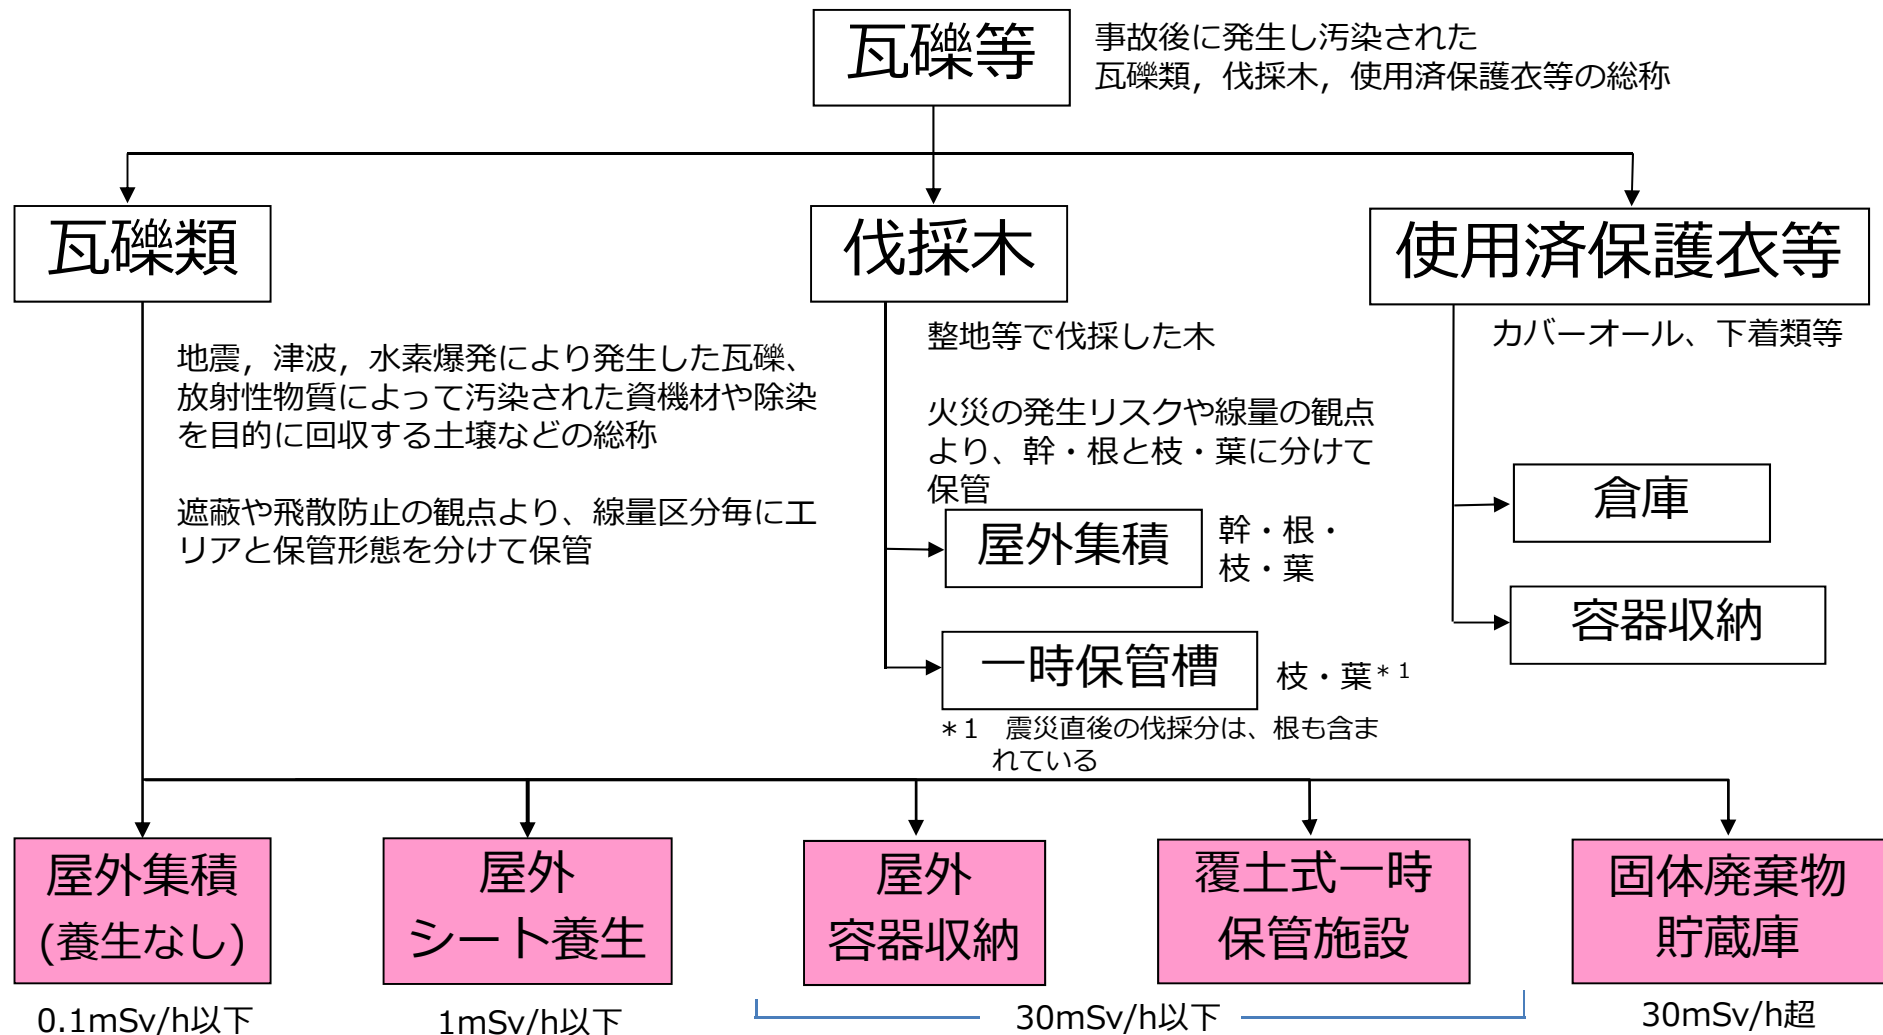 瓦礫等
事故後に発生し汚染された
瓦礫類，伐採木，使用済保護衣等の総称
瓦礫類
伐採木
使用済保護衣等
地震，津波，水素爆発により発生した瓦礫、
放射性物質によって汚染された資機材や除染
を目的に回収する土壌などの総称
遮蔽や飛散防止の観点より、線量区分毎にエ
リアと保管形態を分けて保管
整地等で伐採した木
火災の発生リスクや線量の観点
より、幹・根と枝・葉に分けて
保管
屋外集積
幹・根・
枝・葉
一時保管槽
枝・葉＊1
＊1　震災直後の伐採分は、根も含ま
れている
カバーオール、下着類等
倉庫
容器収納
屋外集積
(養生なし)
0.1mSv/h以下
屋外
シート養生
1mSv/h以下
屋外
容器収納
覆土式一時
保管施設
30mSv/h以下
固体廃棄物
貯蔵庫
30mSv/h超